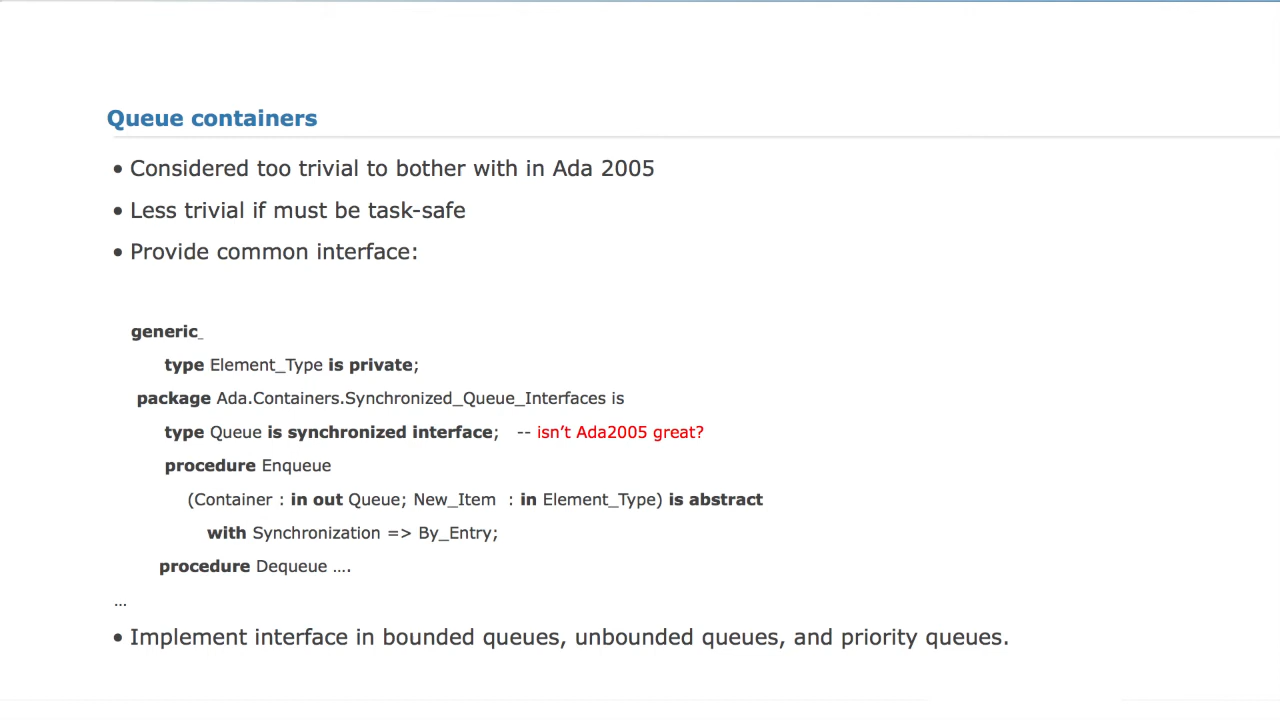 Queue containers
• Considered too trivial to bother with in Ada 2005
• Less trivial if must be task-safe
• Provide common interface:
generic_
type Element_Type is private;
package Ada.Containers.Synchronized_Queue_Interfaces is
type Queue is synchronized interface; -- isn’t Ada2005 great?
procedure Enqueue
(Container : in out Queue; New_Item : in Element_Type) is abstract
with Synchronization => By_Entry;
procedure Dequeue ....
...
• Implement interface in bounded queues, unbounded queues, and priority queues.